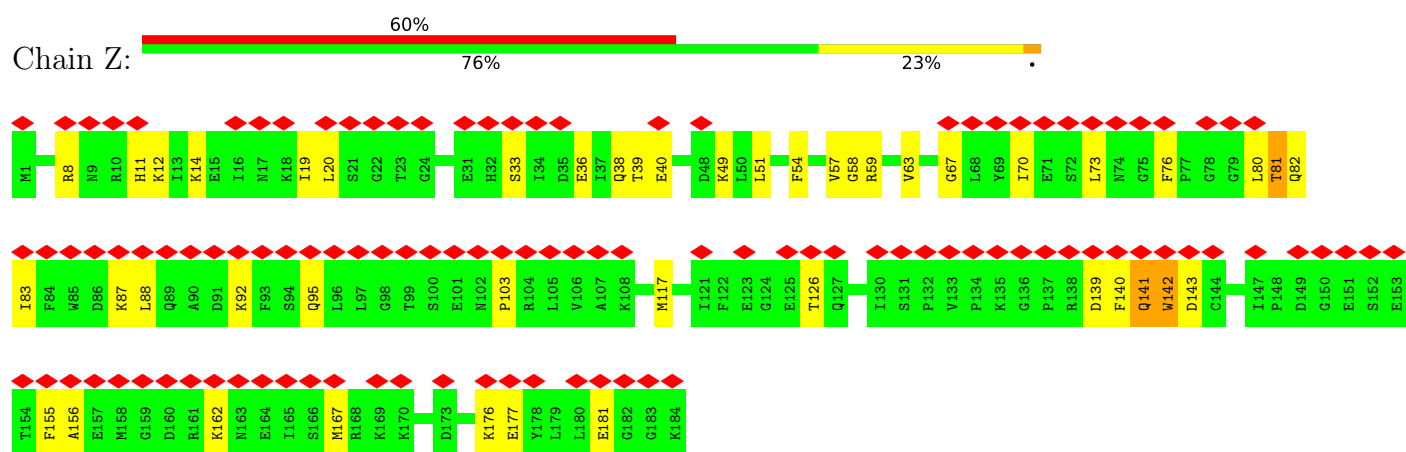 60%
Chain Z:
76% 23% •
M1 R8 N9 R10 H11 K12 I13 K14 E15 I16 N17 K18 I19 L20 S21 G22 T23 G24 E31 H32 S33 I34 D35 E36 I37 Q38 T39 E40 D48 K49 L50 L51 F54 V57 G58 R59 V63 G67 L68 Y69 I70 E71 S72 L73 N74 G75 F76 P77 G78 G79 L80 T81 Q82
I83 F84 W85 D86 K87 L88 Q89 A90 D91 K92 F93 S94 Q95 L96 L97 G98 T99 S100 E101 N102 P103 R104 L105 V106 A107 K108 M117 I121 F122 E123 G124 E125 T126 Q127 I130 S131 P132 V133 P134 K135 G136 P137 R138 D139 F140 Q141 W142 D143 C144 I147 P148 D149 G150 E151 S152 E153
T154 F155 A156 E157 M158 G159 D160 R161 K162 N163 E164 I165 S166 M167 R168 K169 K170 D173 K176 E177 Y178 L179 L180 E181 G182 G183 K184